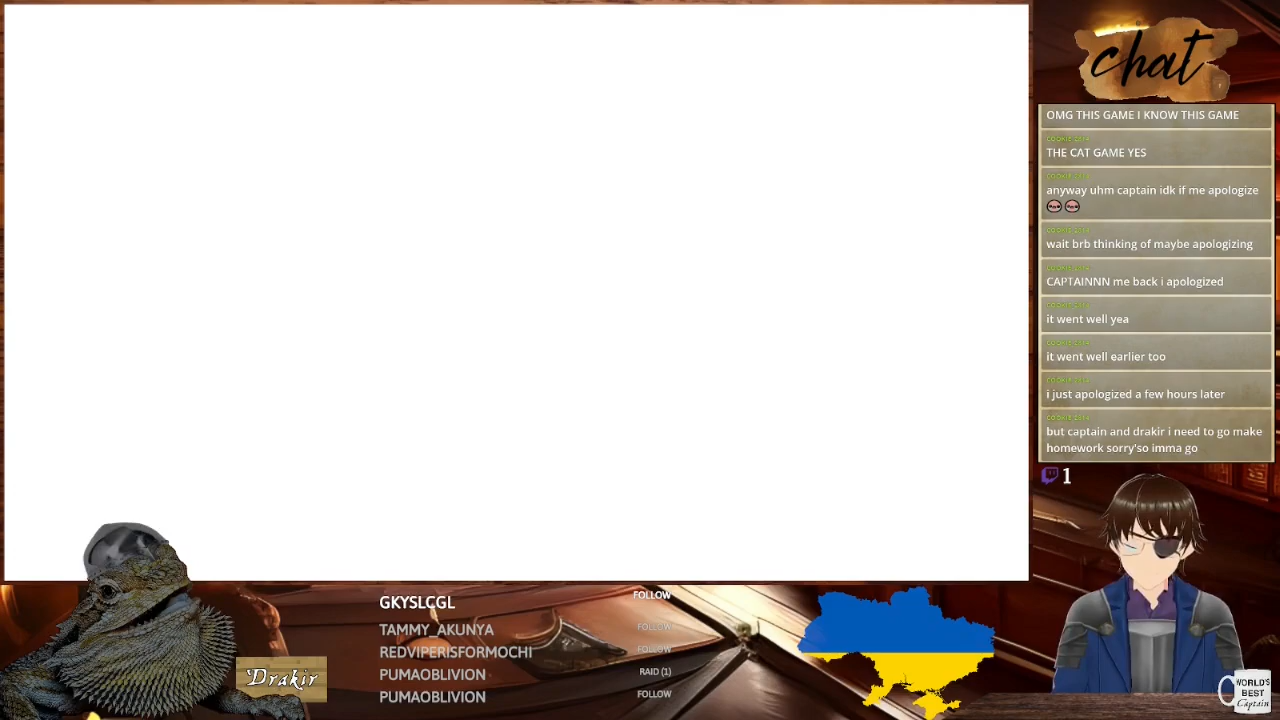 chat
OMG THIS GAME I KNOW THIS GAME
THE CAT GAME YES
anyway uhm captain idk if me apologize
wait brb thinking of maybe apologizing
CAPTAINNN me back i apologized
it went well yea
it went well earlier too
i just apologized a few hours later
but captain and drakir i need to go make
homework sorry'so imma go
1
Drakir
GKYSLCGL FOLLOW
TAMMY_AKUNYA FOLLOW
REDVIPERISFORMOCHI FOLLOW
PUMAOBLIVION RAID (1)
PUMAOBLIVION FOLLOW
WORLD'S
BEST
Captain